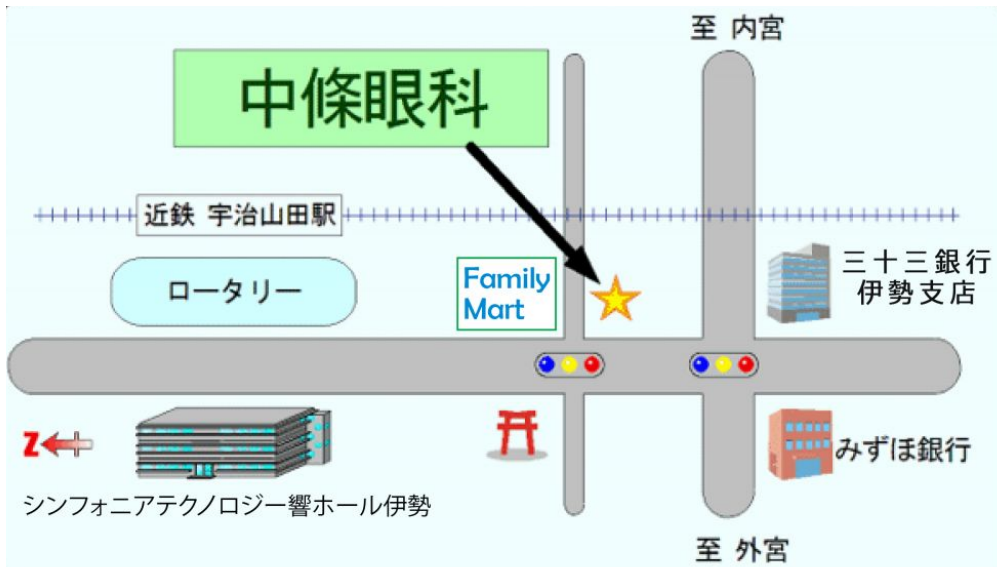 至 内宮
中條眼科
近鉄 宇治山田駅
ロータリー
Family
Mart
三十三銀行
伊勢支店
Z
みずほ銀行
シンフォニアテクノロジー響ホール伊勢
至 外宮